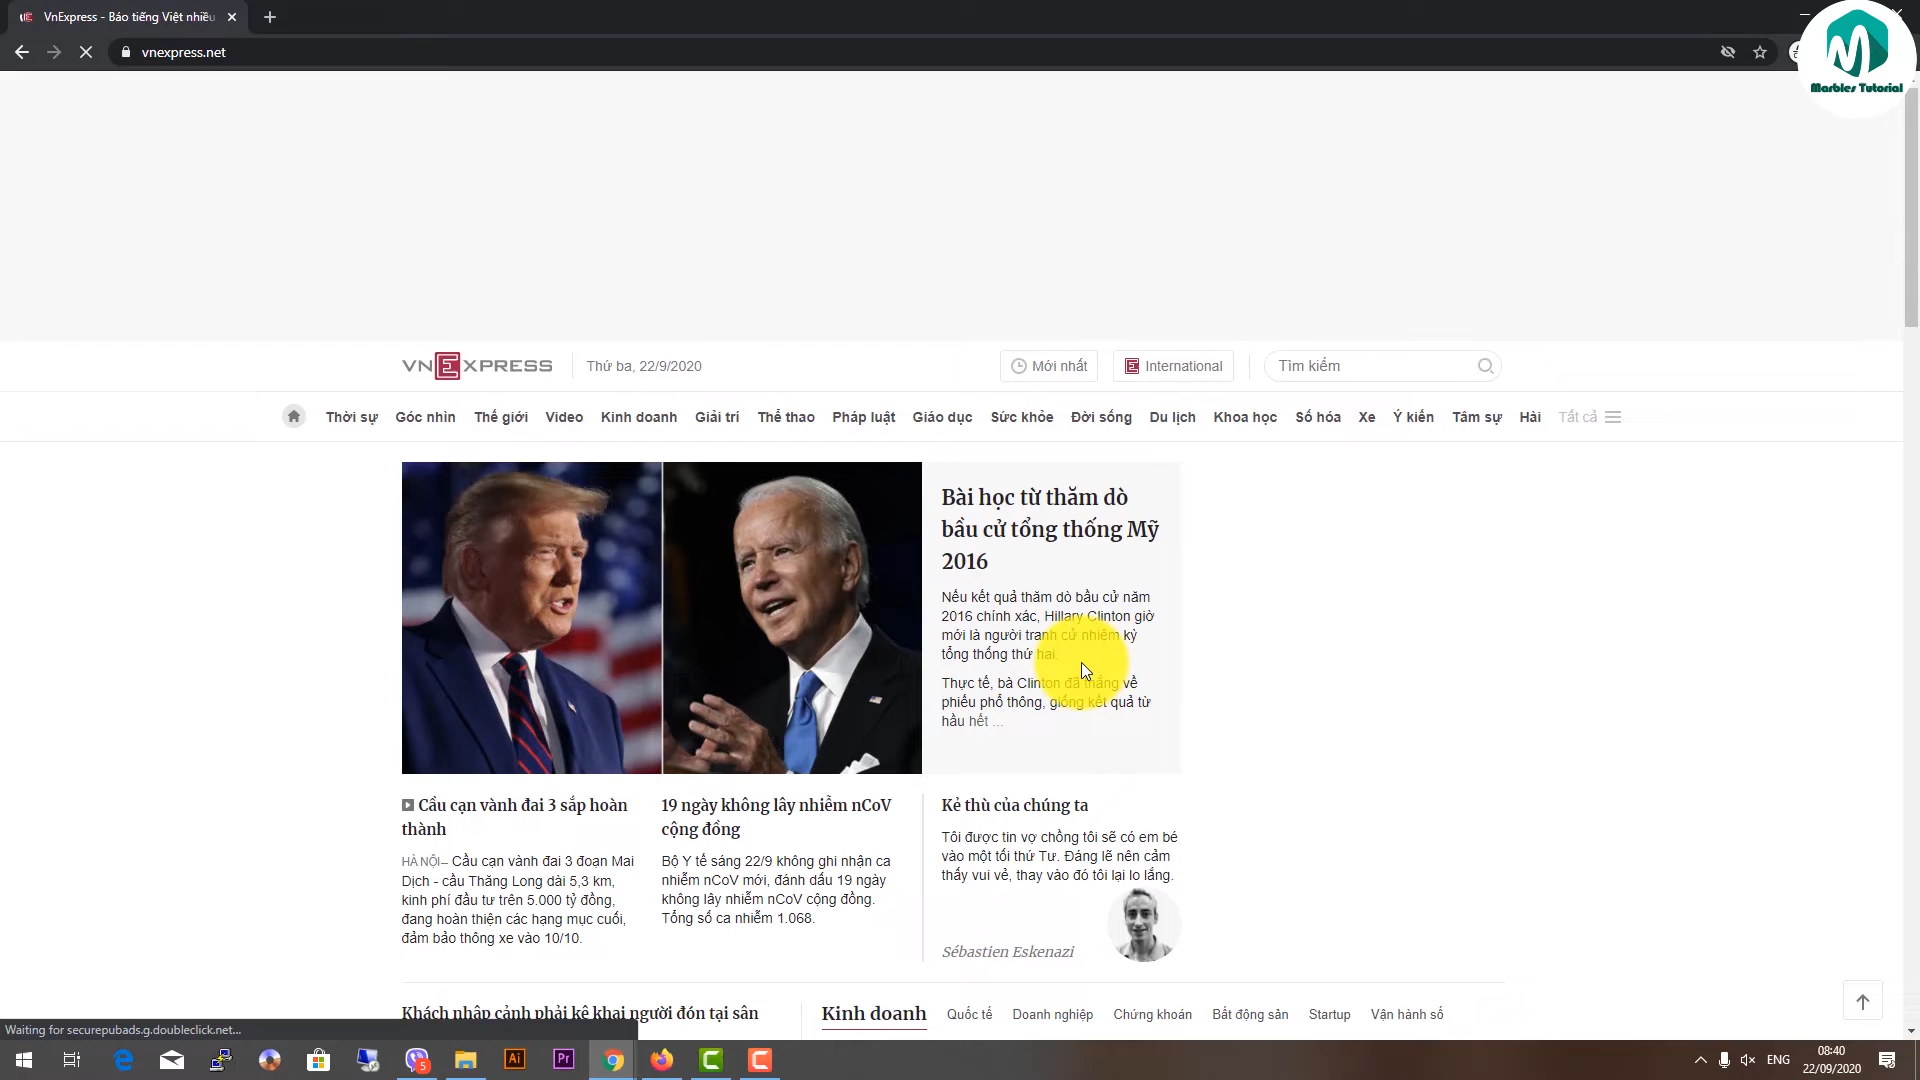 VnExpress - Báo tiếng Việt nhiều
vnexpress.net
Marbles Tutorial
VNEXPRESS
Thứ ba, 22/9/2020
Mới nhất
International
Tìm kiếm
Thời sự Góc nhìn Thế giới Video Kinh doanh Giải trí Thể thao Pháp luật Giáo dục Sức khỏe Đời sống Du lịch Khoa học Số hóa Xe Ý kiến Tâm sự Hài Tất cả
Bài học từ thăm dò
bầu cử tổng thống Mỹ
2016
Nếu kết quả thăm dò bầu cử năm
2016 chính xác, Hillary Clinton giờ
mới là người tranh cử nhiệm kỳ
tổng thống thứ hai.
Thực tế, bà Clinton đã thắng về
phiếu phổ thông, giống kết quả từ
hầu hết ...
Cầu cạn vành đai 3 sắp hoàn
thành
HÀ NỘI– Cầu cạn vành đai 3 đoạn Mai
Dịch - cầu Thăng Long dài 5,3 km,
kinh phí đầu tư trên 5.000 tỷ đồng,
đang hoàn thiện các hạng mục cuối,
đảm bảo thông xe vào 10/10.
19 ngày không lây nhiễm nCoV
cộng đồng
Bộ Y tế sáng 22/9 không ghi nhận ca
nhiễm nCoV mới, đánh dấu 19 ngày
không lây nhiễm nCoV cộng đồng.
Tổng số ca nhiễm 1.068.
Kẻ thù của chúng ta
Tôi được tin vợ chồng tôi sẽ có em bé
vào một tối thứ Tư. Đáng lẽ nên cảm
thấy vui vẻ, thay vào đó tôi lại lo lắng.
Sébastien Eskenazi
Khách nhập cảnh phải kê khai người đón tại sân
Kinh doanh Quốc tế Doanh nghiệp Chứng khoán Bất động sản Startup Vận hành số
Waiting for securepubads.g.doubleclick.net...
5
Ai
Pr
ENG
08:40
22/09/2020